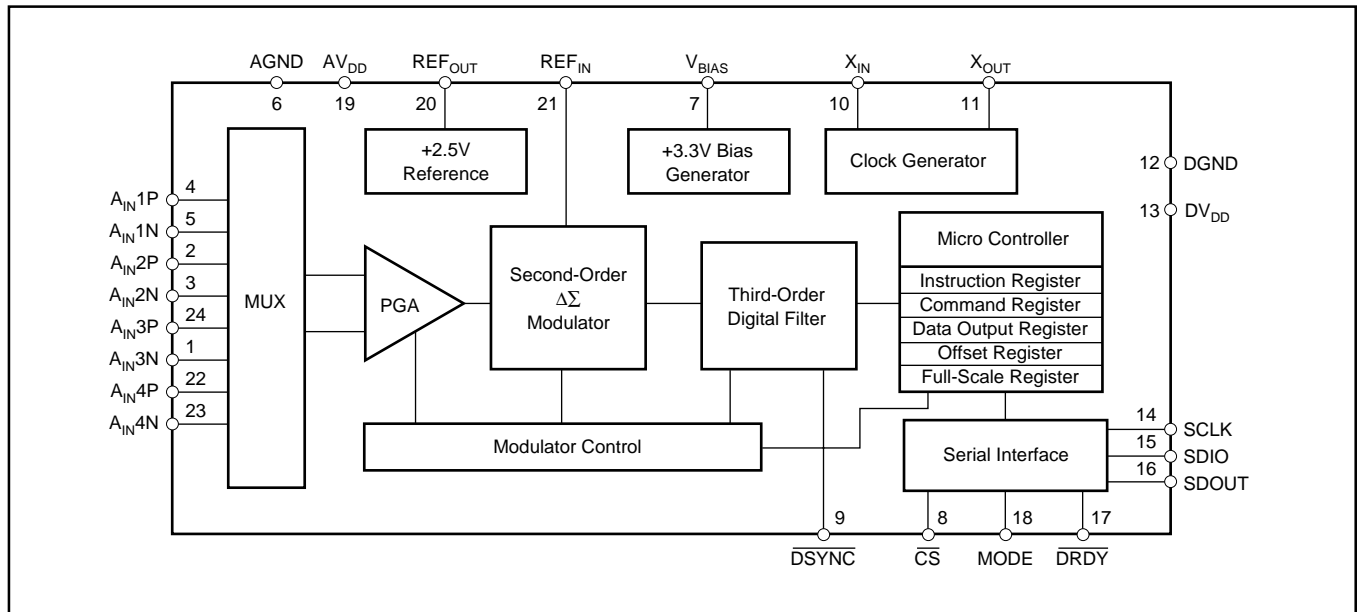 AGND AVDD REFOUT REFIN VBIAS XIN XOUT
6 19 20 21 7 10 11
+2.5V
Reference
+3.3V Bias
Generator
Clock Generator
12 DGND
13 DVDD
AIN1P 4
AIN1N 5
AIN2P 2
AIN2N 3
AIN3P 24
AIN3N 1
AIN4P 22
AIN4N 23
MUX
PGA
Second-Order
ΔΣ
Modulator
Third-Order
Digital Filter
Micro Controller
Instruction Register
Command Register
Data Output Register
Offset Register
Full-Scale Register
Modulator Control
Serial Interface
14 SCLK
15 SDIO
16 SDOUT
9 8 18 17
D̅S̅Y̅N̅C̅ C̅S̅ MODE D̅R̅D̅Y̅